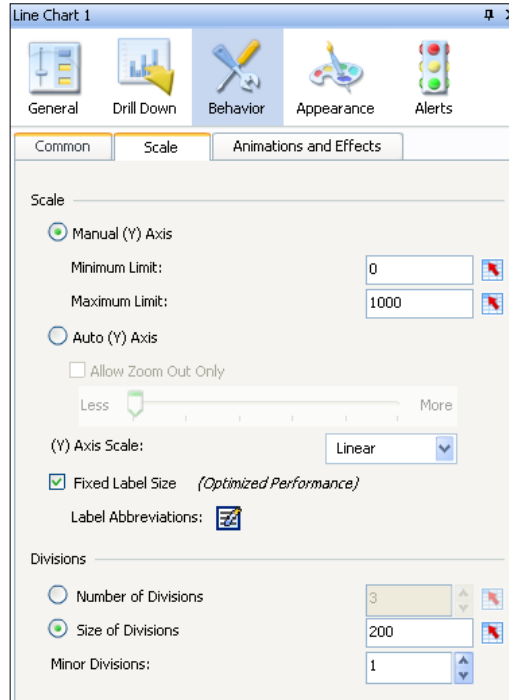 Line Chart 1
General Drill Down Behavior Appearance Alerts
Common Scale Animations and Effects
Scale
Manual (Y) Axis
Minimum Limit: 0
Maximum Limit: 1000
Auto (Y) Axis
Allow Zoom Out Only
Less More
(Y) Axis Scale: Linear
Fixed Label Size (Optimized Performance)
Label Abbreviations:
Divisions
Number of Divisions 3
Size of Divisions 200
Minor Divisions: 1